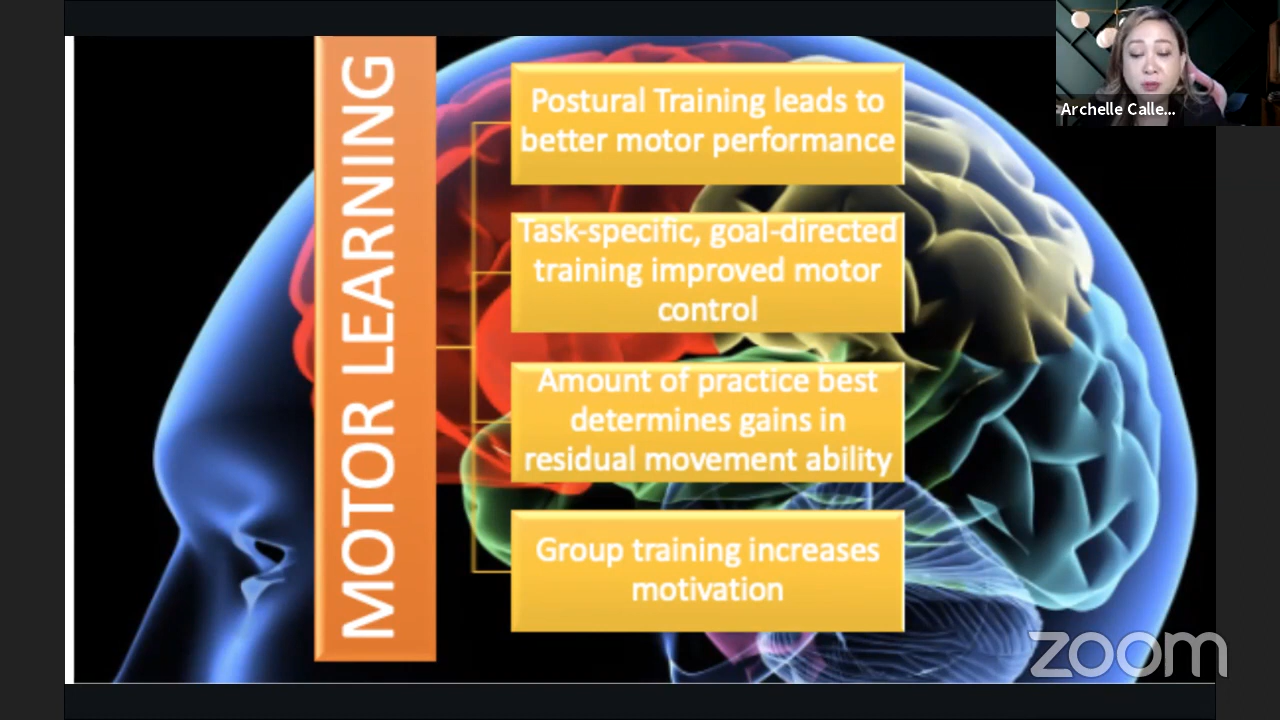 MOTOR LEARNING
Postural Training leads to
better motor performance
Task-specific, goal-directed
training improved motor
control
Amount of practice best
determines gains in
residual movement ability
Group training increases
motivation
Archelle Calle...
zoom